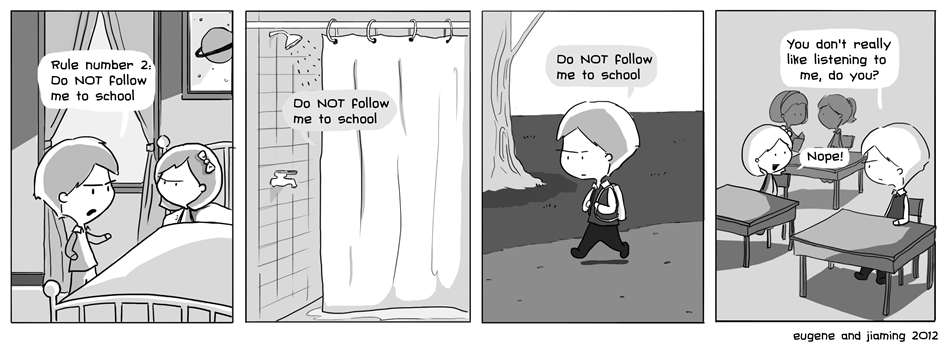 Rule number 2:
Do NOT follow
me to school
Do NOT follow
me to school
Do NOT follow
me to school
You don't really
like listening to
me, do you?
Nope!
eugene and jiaming 2012